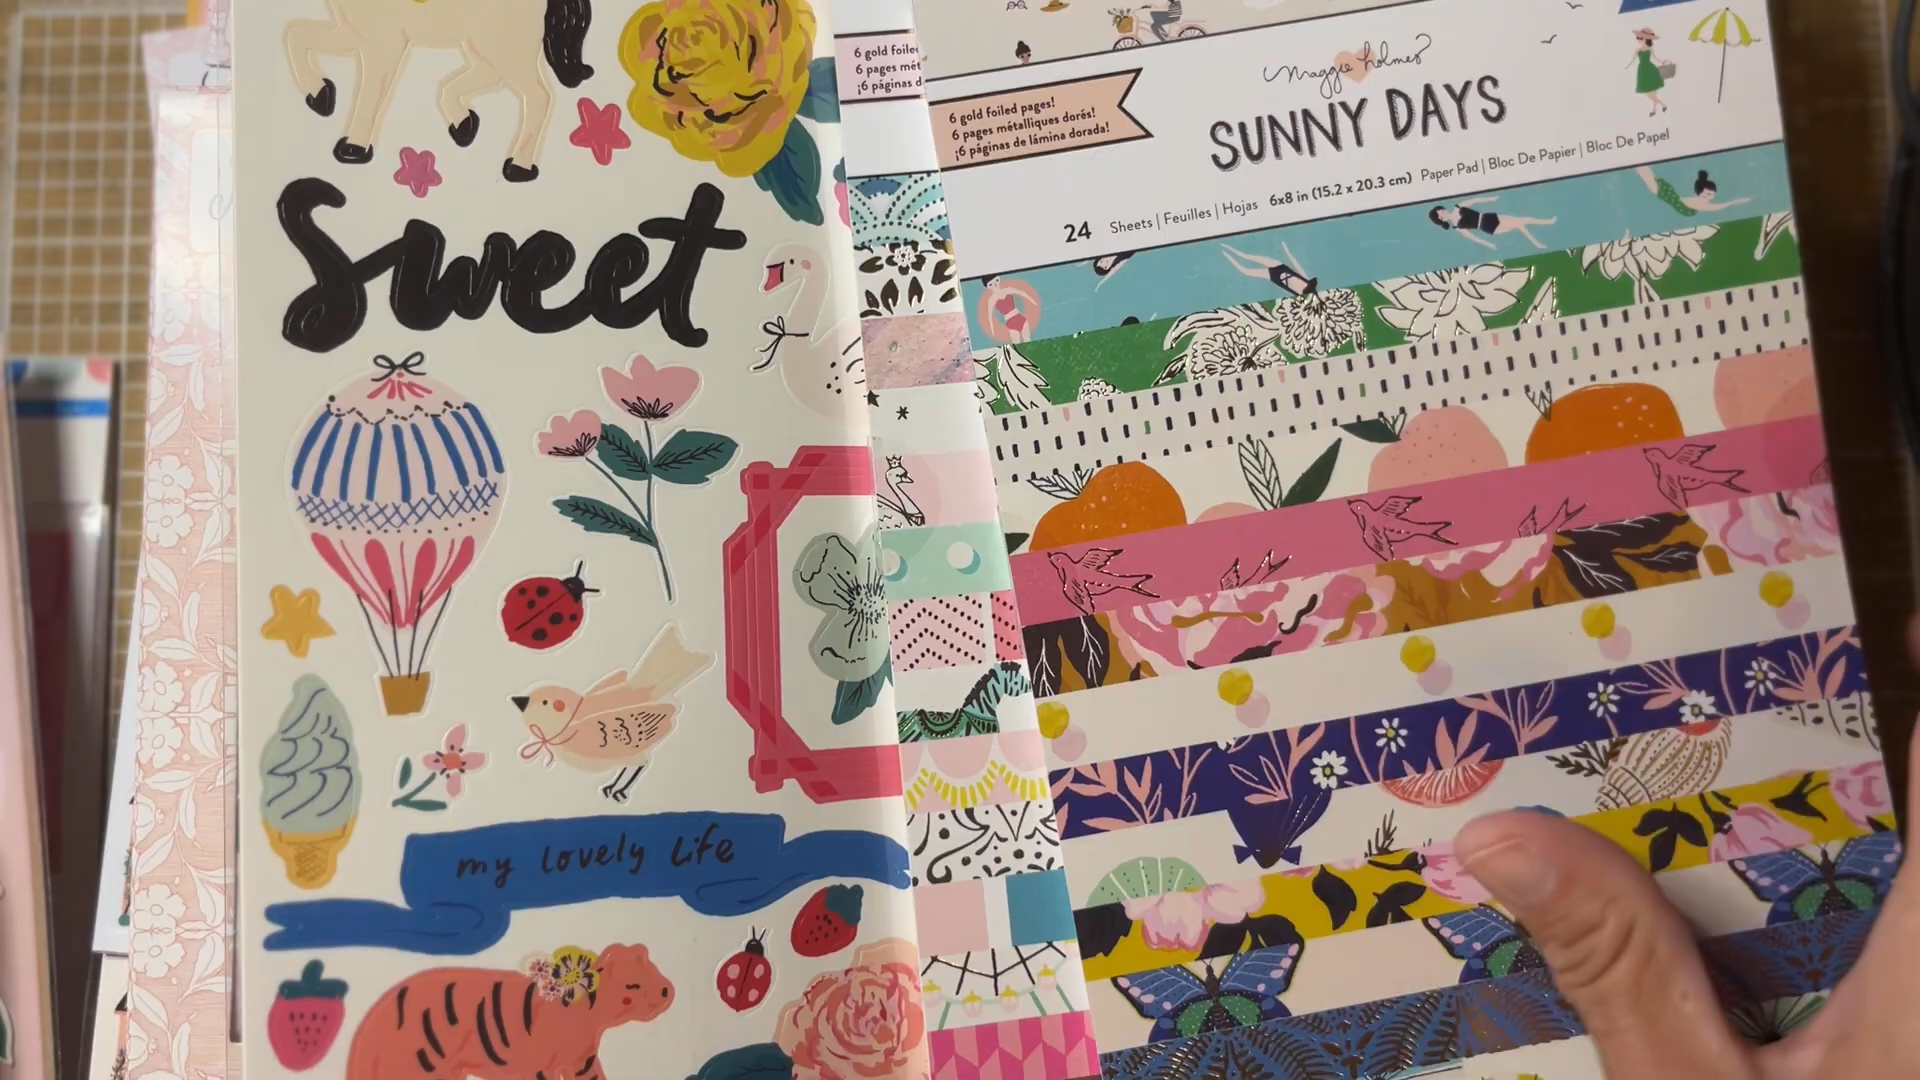 Sweet
my lovely Life
6 gold foile
6 pages mét
¡6 páginas d
6 gold foiled pages!
6 pages métalliques dorés!
¡6 páginas de lámina dorada!
maggie holmes
SUNNY DAYS
24 Sheets | Feuilles | Hojas 6x8 in (15.2 x 20.3 cm) Paper Pad | Bloc De Papier | Bloc De Papel